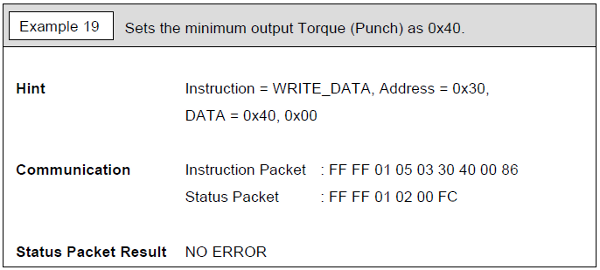 Example 19 Sets the minimum output Torque (Punch) as 0x40.
Hint Instruction = WRITE_DATA, Address = 0x30,
DATA = 0x40, 0x00
Communication Instruction Packet : FF FF 01 05 03 30 40 00 86
Status Packet : FF FF 01 02 00 FC
Status Packet Result NO ERROR